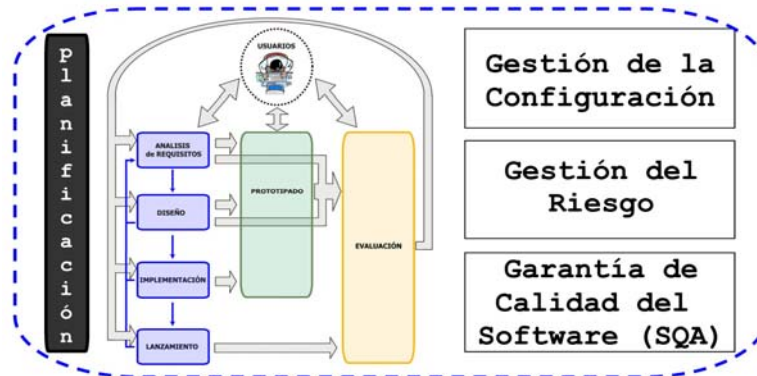 Planificación
USUARIOS
ANALISIS
de REQUISITOS
DISEÑO
IMPLEMENTACIÓN
LANZAMIENTO
PROTOTIPADO
EVALUACIÓN
Gestión de la
Configuración
Gestión del
Riesgo
Garantía de
Calidad del
Software (SQA)